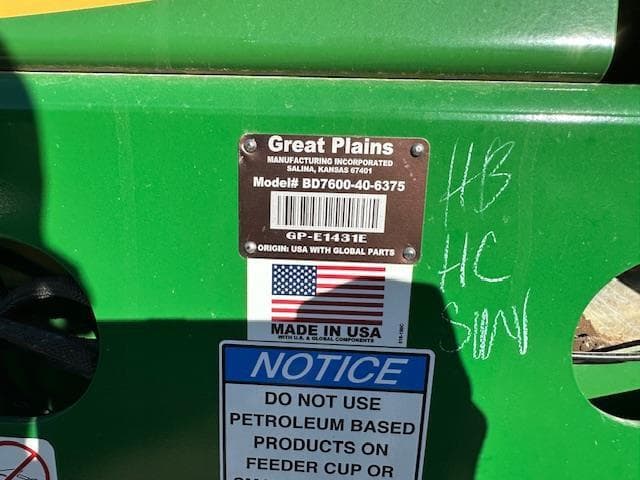 Great Plains
MANUFACTURING INCORPORATED
SALINA, KANSAS 67401
Model# BD7600-40-6375
GP-E1431E
ORIGIN: USA WITH GLOBAL PARTS
MADE IN USA
WITH U.S. & GLOBAL COMPONENTS
HB
HC
SW
NOTICE
DO NOT USE
PETROLEUM BASED
PRODUCTS ON
FEEDER CUP OR